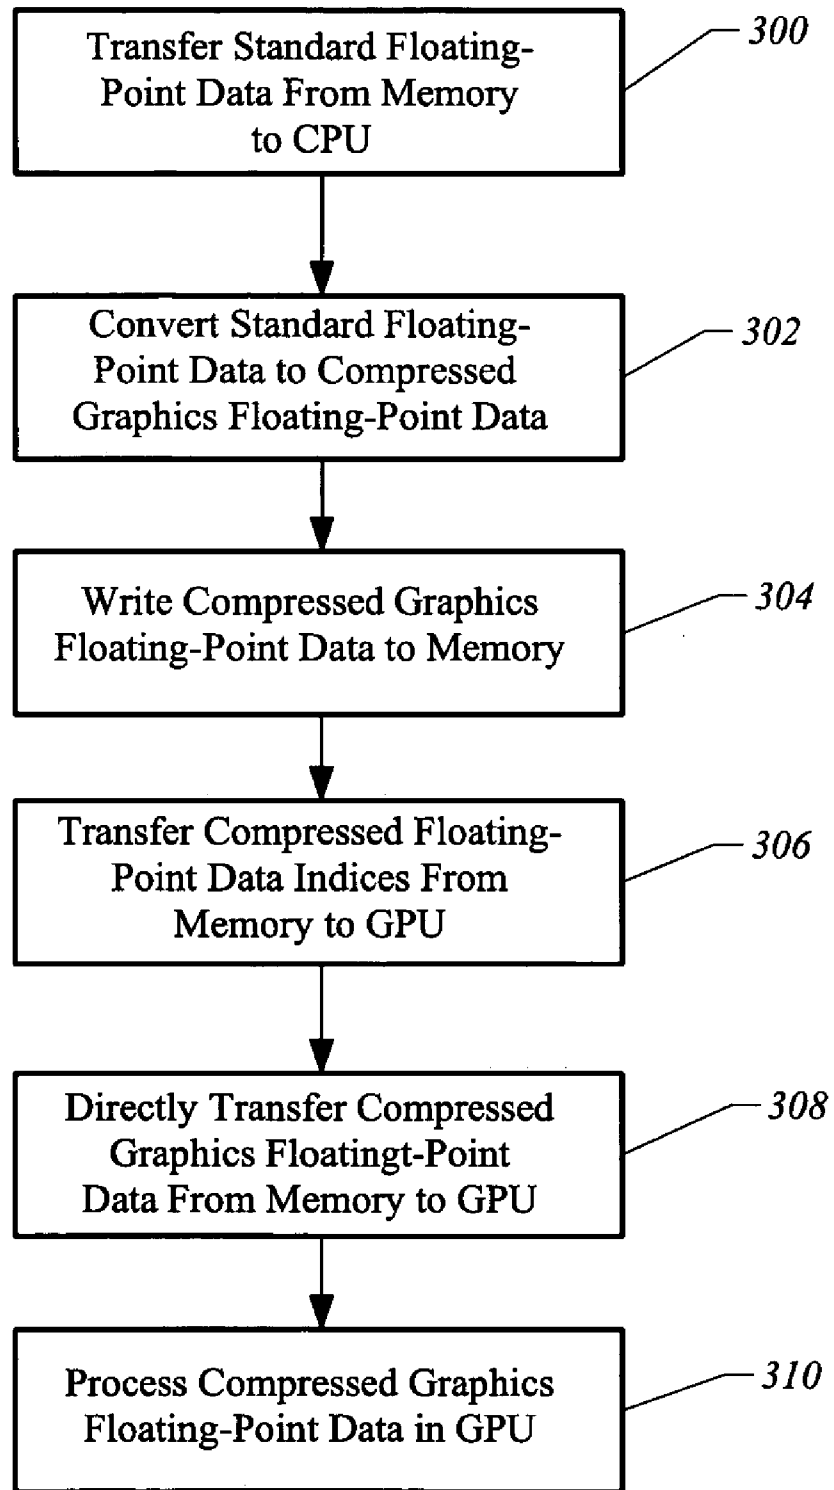 Transfer Standard Floating-
Point Data From Memory
to CPU
300
Convert Standard Floating-
Point Data to Compressed
Graphics Floating-Point Data
302
Write Compressed Graphics
Floating-Point Data to Memory
304
Transfer Compressed Floating-
Point Data Indices From
Memory to GPU
306
Directly Transfer Compressed
Graphics Floatingt-Point
Data From Memory to GPU
308
Process Compressed Graphics
Floating-Point Data in GPU
310